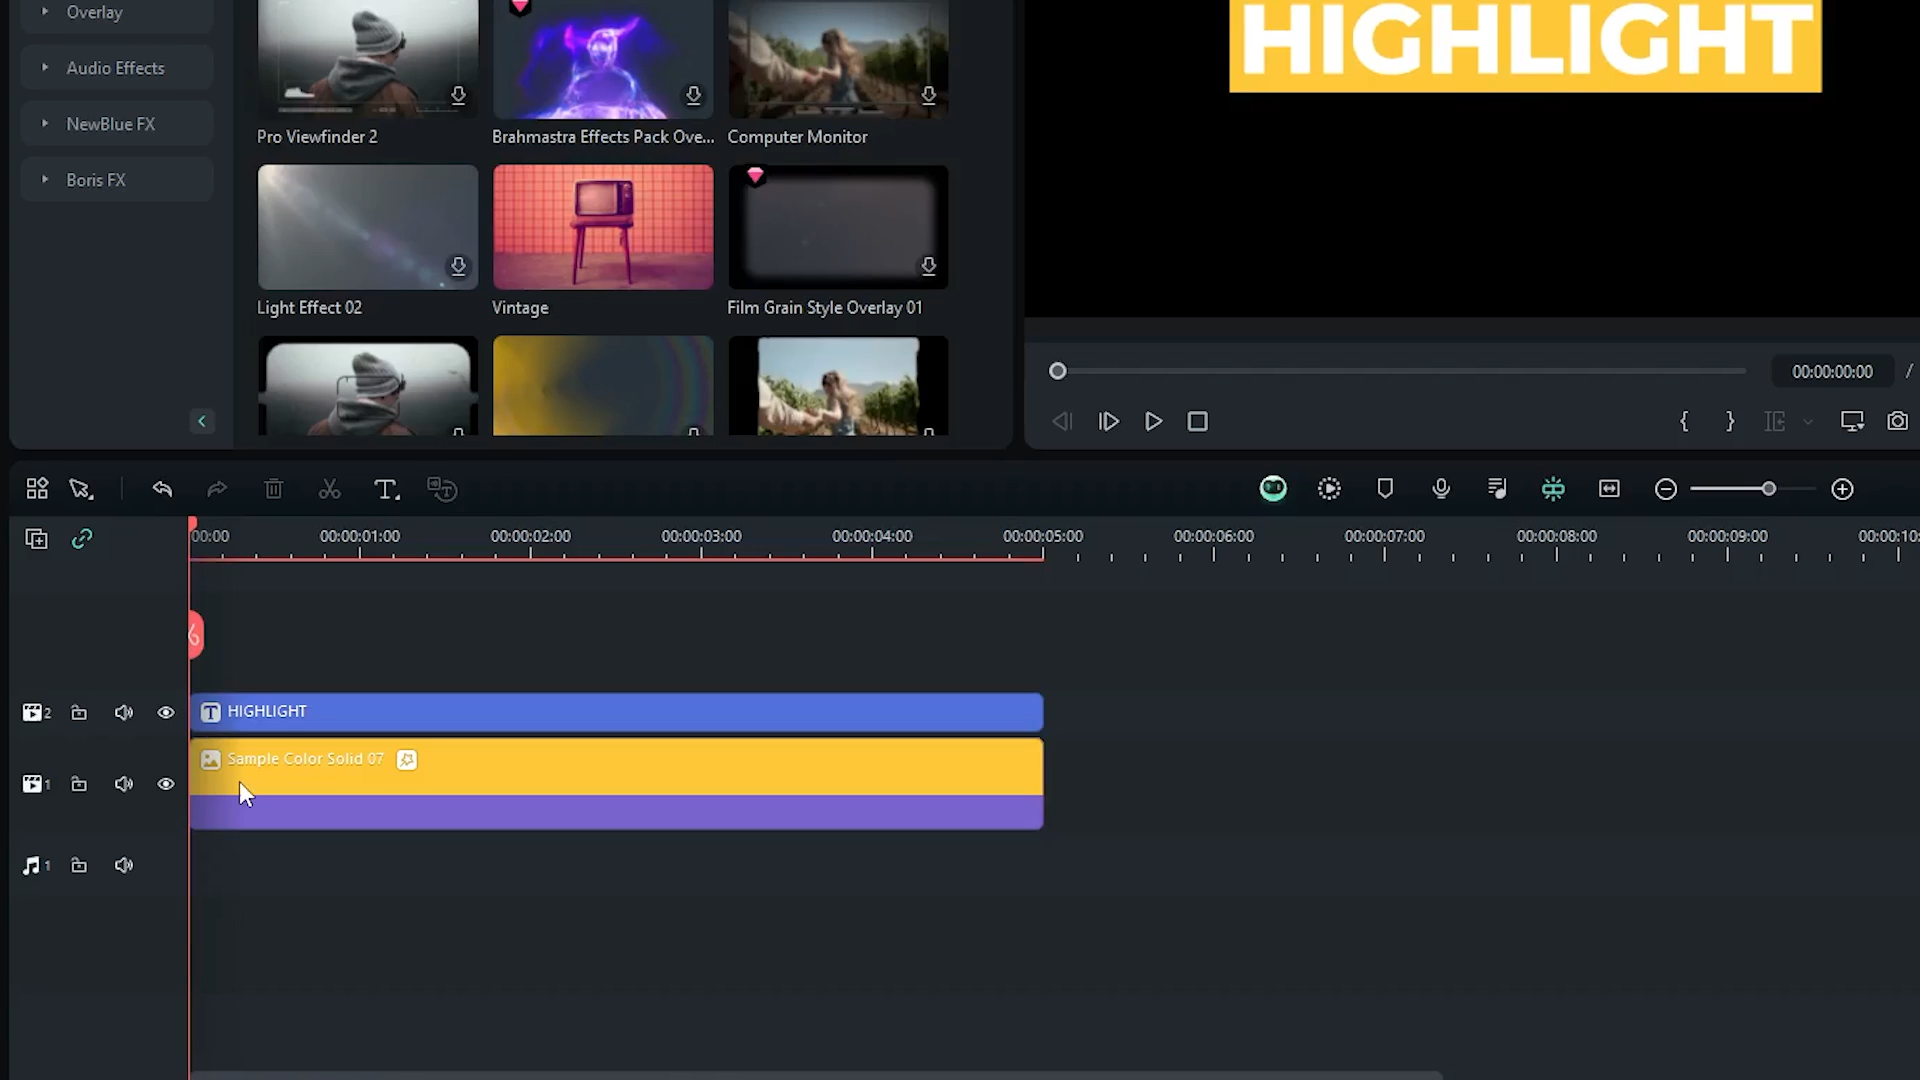 Overlay
Audio Effects
NewBlue FX
Boris FX
Pro Viewfinder 2
Brahmastra Effects Pack Ove...
Computer Monitor
Light Effect 02
Vintage
Film Grain Style Overlay 01
HIGHLIGHT
00:00:00:00 /
00:00
00:00:01:00
00:00:02:00
00:00:03:00
00:00:04:00
00:00:05:00
00:00:06:00
00:00:07:00
00:00:08:00
00:00:09:00
00:00:10:
2
T HIGHLIGHT
1
Sample Color Solid 07
1